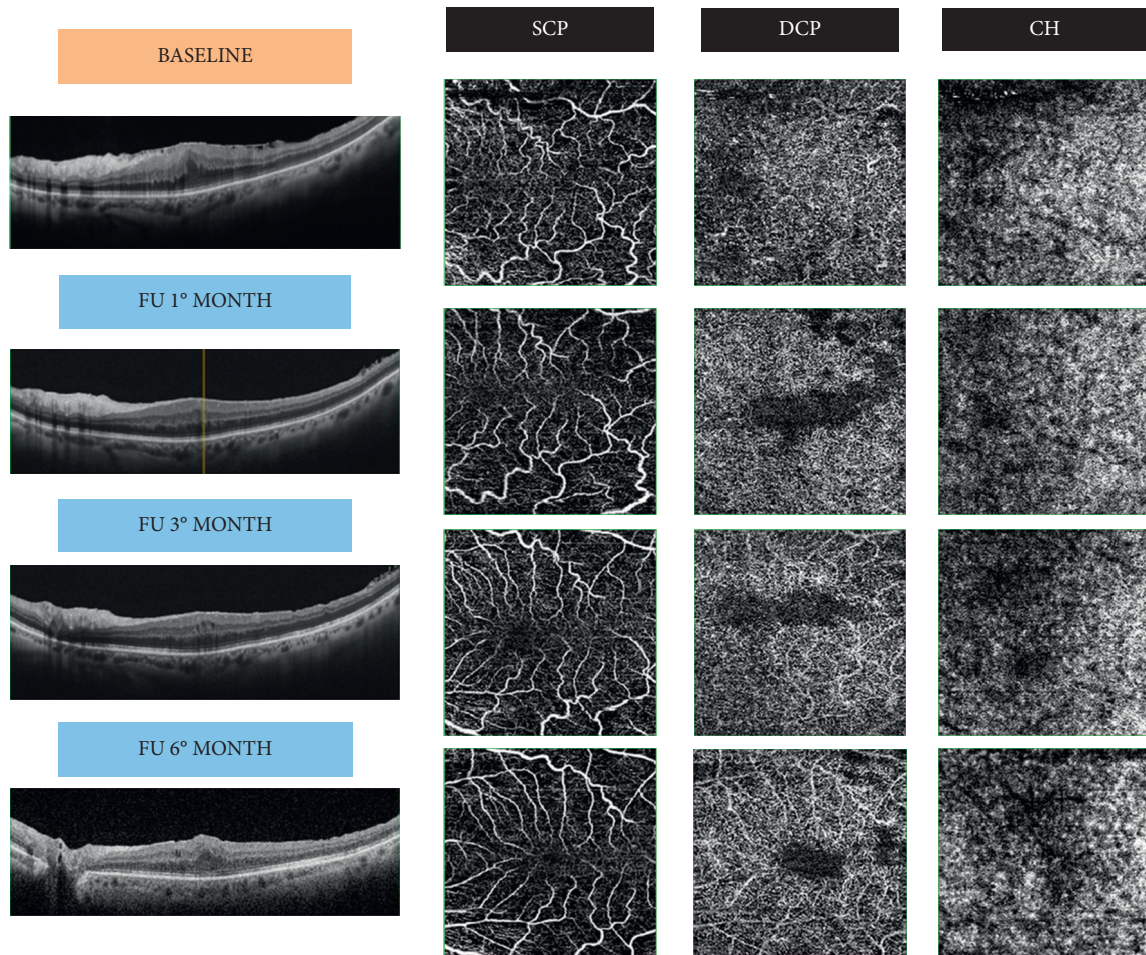 SCP
DCP
CH
BASELINE
FU 1° MONTH
FU 3° MONTH
FU 6° MONTH